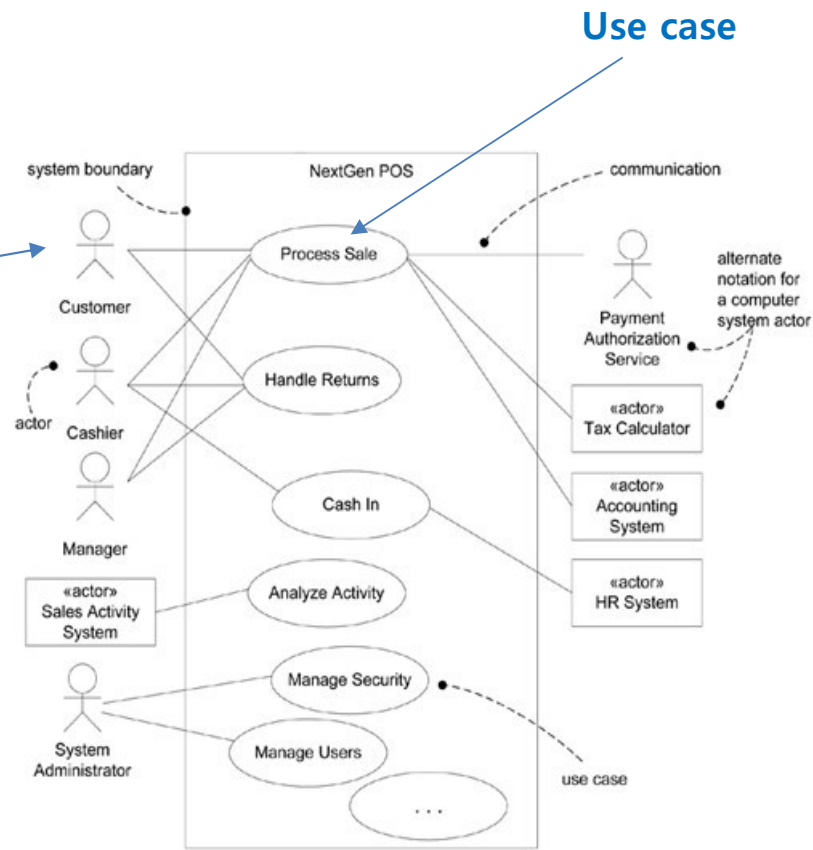 Use case
system boundary
NextGen POS
communication
Process Sale
Customer
alternate
notation for
a computer
system actor
Payment
Authorization
Service
Handle Returns
actor
Cashier
«actor»
Tax Calculator
Cash In
«actor»
Accounting
System
Manager
«actor»
Sales Activity
System
Analyze Activity
«actor»
HR System
Manage Security
System
Administrator
Manage Users
use case
. . .